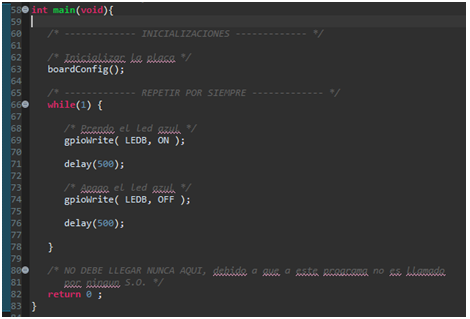 58 int main(void){
59
60 /* ------------- INICIALIZACIONES ------------- */
61
62 /* Inicializar la placa */
63 boardConfig();
64
65 /* ------------- REPETIR POR SIEMPRE ------------- */
66 while(1) {
67
68 /* Prendo el led azul */
69 gpioWrite( LEDB, ON );
70
71 delay(500);
72
73 /* Apago el led azul */
74 gpioWrite( LEDB, OFF );
75
76 delay(500);
77
78 }
79
80 /* NO DEBE LLEGAR NUNCA AQUI, debido a que a este programa no es llamado
81 por ningun S.O. */
82 return 0 ;
83 }